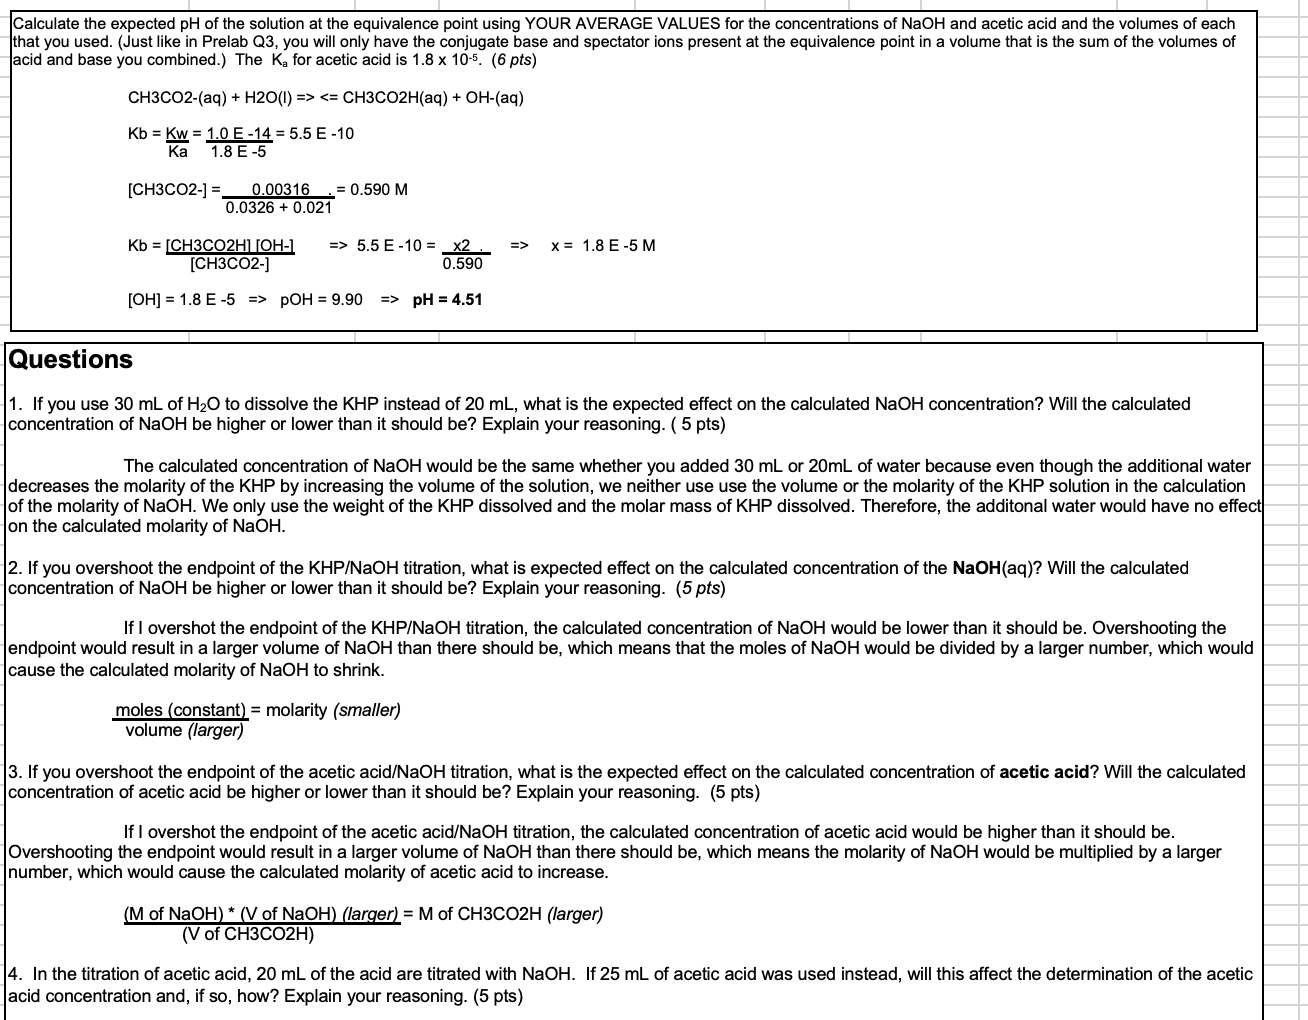 Calculate the expected pH of the solution at the equivalence point using YOUR AVERAGE VALUES for the concentrations of NaOH and acetic acid and the volumes of each
that you used. (Just like in Prelab Q3, you will only have the conjugate base and spectator ions present at the equivalence point in a volume that is the sum of the volumes of
acid and base you combined.) The Kₐ for acetic acid is 1.8 x 10⁻⁵. (6 pts)
CH3CO2-(aq) + H2O(l) => <= CH3CO2H(aq) + OH-(aq)
Kb = Kw = 1.0 E -14 = 5.5 E -10
Ka 1.8 E -5
[CH3CO2-] = 0.00316 . = 0.590 M
0.0326 + 0.021
Kb = [CH3CO2H] [OH-] => 5.5 E -10 = x2 . => x = 1.8 E -5 M
[CH3CO2-] 0.590
[OH] = 1.8 E -5 => pOH = 9.90 => pH = 4.51
Questions
1. If you use 30 mL of H₂O to dissolve the KHP instead of 20 mL, what is the expected effect on the calculated NaOH concentration? Will the calculated
concentration of NaOH be higher or lower than it should be? Explain your reasoning. ( 5 pts)
The calculated concentration of NaOH would be the same whether you added 30 mL or 20mL of water because even though the additional water
decreases the molarity of the KHP by increasing the volume of the solution, we neither use use the volume or the molarity of the KHP solution in the calculation
of the molarity of NaOH. We only use the weight of the KHP dissolved and the molar mass of KHP dissolved. Therefore, the additonal water would have no effect
on the calculated molarity of NaOH.
2. If you overshoot the endpoint of the KHP/NaOH titration, what is expected effect on the calculated concentration of the NaOH(aq)? Will the calculated
concentration of NaOH be higher or lower than it should be? Explain your reasoning. (5 pts)
If I overshot the endpoint of the KHP/NaOH titration, the calculated concentration of NaOH would be lower than it should be. Overshooting the
endpoint would result in a larger volume of NaOH than there should be, which means that the moles of NaOH would be divided by a larger number, which would
cause the calculated molarity of NaOH to shrink.
moles (constant) = molarity (smaller)
volume (larger)
3. If you overshoot the endpoint of the acetic acid/NaOH titration, what is the expected effect on the calculated concentration of acetic acid? Will the calculated
concentration of acetic acid be higher or lower than it should be? Explain your reasoning. (5 pts)
If I overshot the endpoint of the acetic acid/NaOH titration, the calculated concentration of acetic acid would be higher than it should be.
Overshooting the endpoint would result in a larger volume of NaOH than there should be, which means the molarity of NaOH would be multiplied by a larger
number, which would cause the calculated molarity of acetic acid to increase.
(M of NaOH) * (V of NaOH) (larger) = M of CH3CO2H (larger)
(V of CH3CO2H)
4. In the titration of acetic acid, 20 mL of the acid are titrated with NaOH. If 25 mL of acetic acid was used instead, will this affect the determination of the acetic
acid concentration and, if so, how? Explain your reasoning. (5 pts)